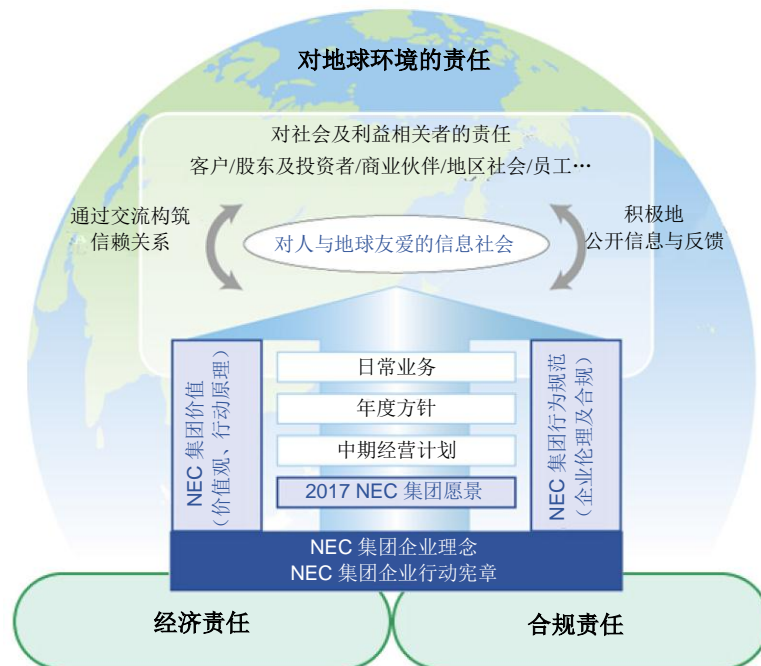 对地球环境的责任
对社会及利益相关者的责任
客户/股东及投资者/商业伙伴/地区社会/员工…
通过交流构筑
信赖关系
对人与地球友爱的信息社会
积极地
公开信息与反馈
NEC 集团价值
（价值观、行动原理）
日常业务
年度方针
中期经营计划
2017 NEC 集团愿景
NEC 集团行为规范
（企业伦理及合规）
NEC 集团企业理念
NEC 集团企业行动宪章
经济责任
合规责任